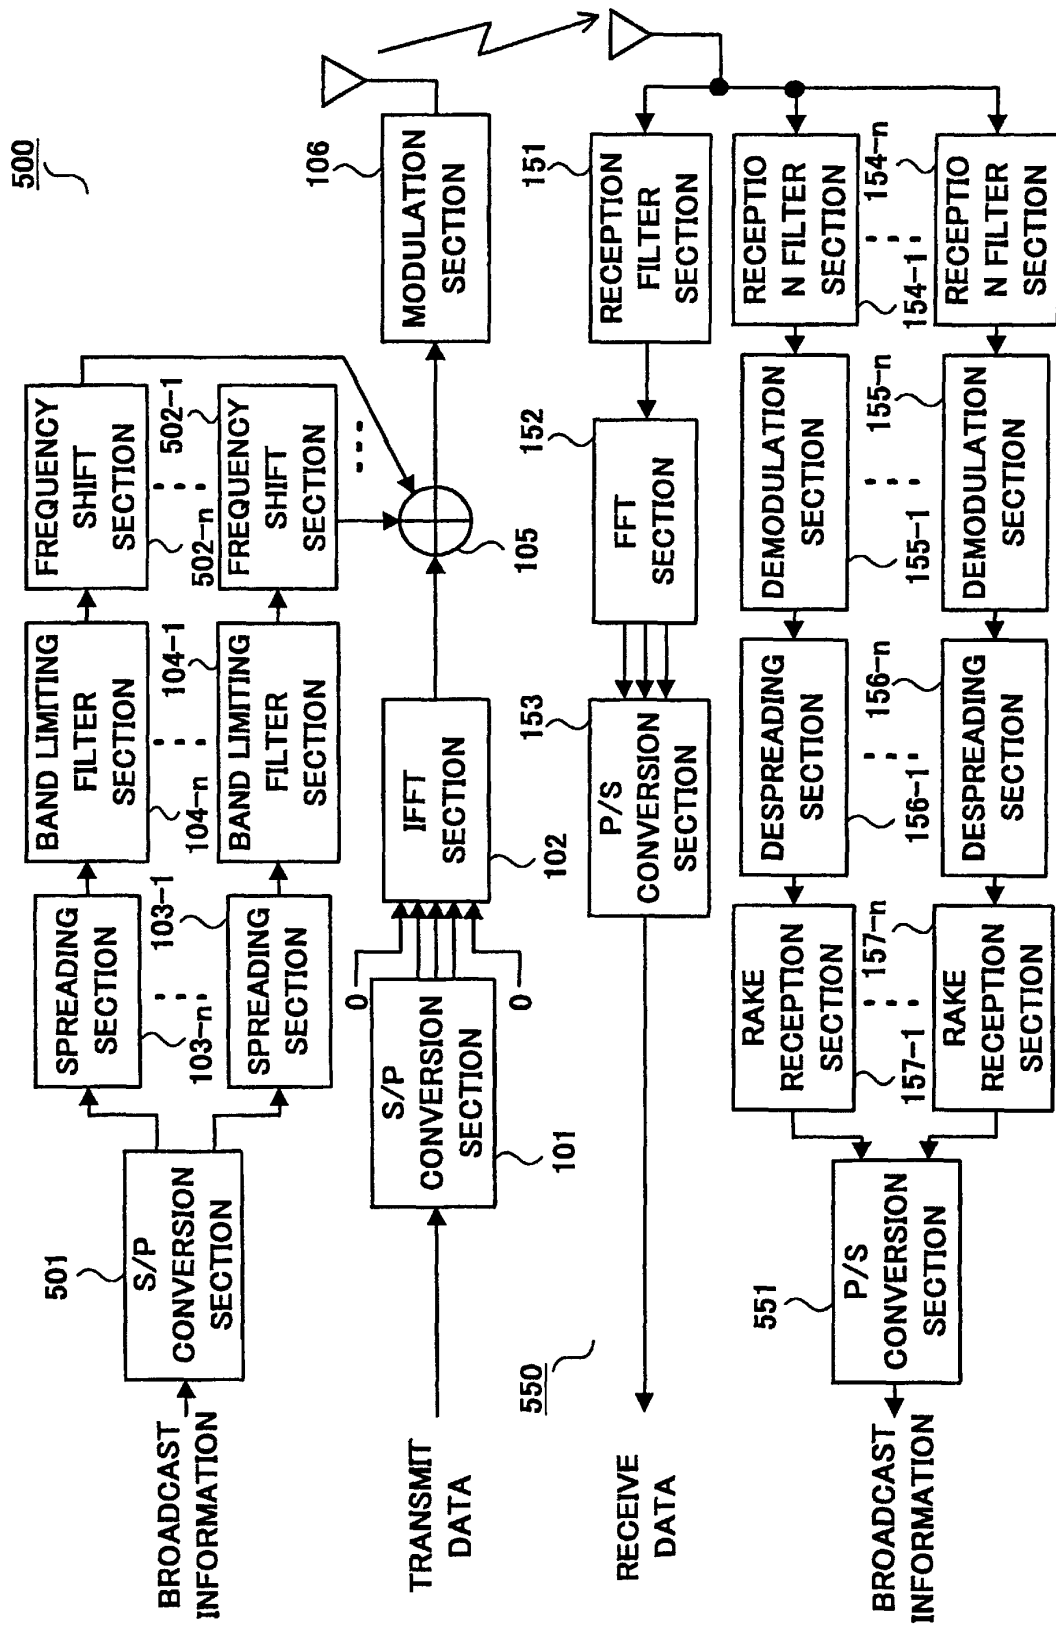 500
BROADCAST
INFORMATION
501
S/P
CONVERSION
SECTION
SPREADING
SECTION
103-n
103-1
SPREADING
SECTION
BAND LIMITING
FILTER
SECTION
104-n
104-1
BAND LIMITING
FILTER
SECTION
FREQUENCY
SHIFT
SECTION
502-n
502-1
FREQUENCY
SHIFT
SECTION
TRANSMIT
DATA
S/P
CONVERSION
SECTION
101
0
0
IFFT
SECTION
102
105
106
MODULATION
SECTION
550
RECEIVE
DATA
153
P/S
CONVERSION
SECTION
152
FFT
SECTION
151
RECEPTION
FILTER
SECTION
BROADCAST
INFORMATION
551
P/S
CONVERSION
SECTION
RAKE
RECEPTION
SECTION
157-1
157-n
RAKE
RECEPTION
SECTION
DESPREADING
SECTION
156-1
156-n
DESPREADING
SECTION
DEMODULATION
SECTION
155-1
155-n
DEMODULATION
SECTION
RECEPTIO
N FILTER
SECTION
154-1
154-n
RECEPTIO
N FILTER
SECTION